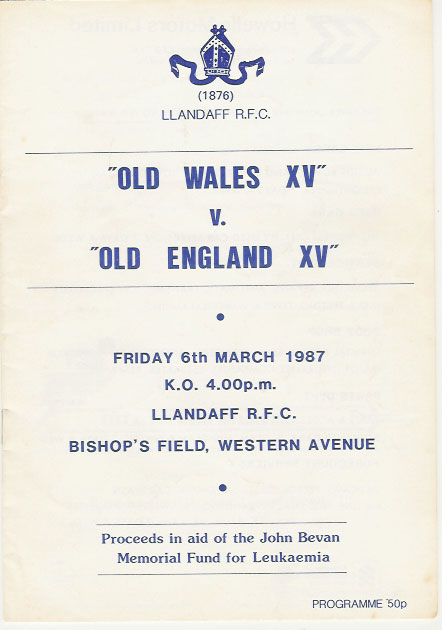 (1876)
LLANDAFF R.F.C.
"OLD WALES XV"
V.
"OLD ENGLAND XV"
FRIDAY 6th MARCH 1987
K.O. 4.00p.m.
LLANDAFF R.F.C.
BISHOP'S FIELD, WESTERN AVENUE
Proceeds in aid of the John Bevan
Memorial Fund for Leukaemia
PROGRAMME 50p